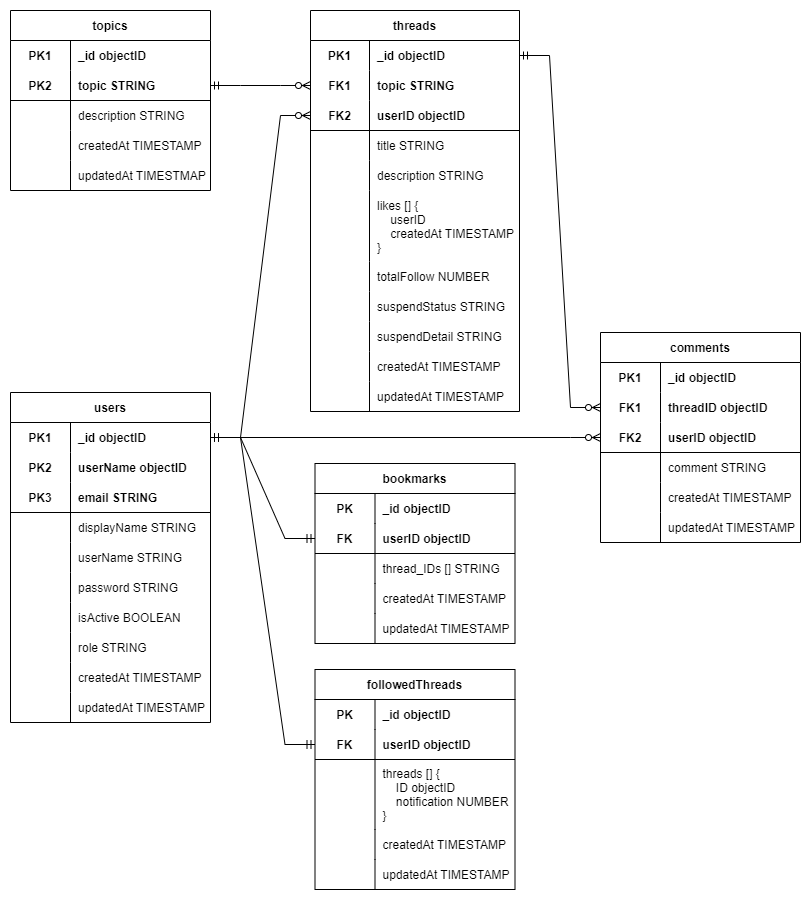 topics
PK1 _id objectID
PK2 topic STRING
description STRING
createdAt TIMESTAMP
updatedAt TIMESTMAP
threads
PK1 _id objectID
FK1 topic STRING
FK2 userID objectID
title STRING
description STRING
likes [] {
userID
createdAt TIMESTAMP
}
totalFollow NUMBER
suspendStatus STRING
suspendDetail STRING
createdAt TIMESTAMP
updatedAt TIMESTAMP
comments
PK1 _id objectID
FK1 threadID objectID
FK2 userID objectID
comment STRING
createdAt TIMESTAMP
updatedAt TIMESTAMP
users
PK1 _id objectID
PK2 userName objectID
PK3 email STRING
displayName STRING
userName STRING
password STRING
isActive BOOLEAN
role STRING
createdAt TIMESTAMP
updatedAt TIMESTAMP
bookmarks
PK _id objectID
FK userID objectID
thread_IDs [] STRING
createdAt TIMESTAMP
updatedAt TIMESTAMP
followedThreads
PK _id objectID
FK userID objectID
threads [] {
ID objectID
notification NUMBER
}
createdAt TIMESTAMP
updatedAt TIMESTAMP